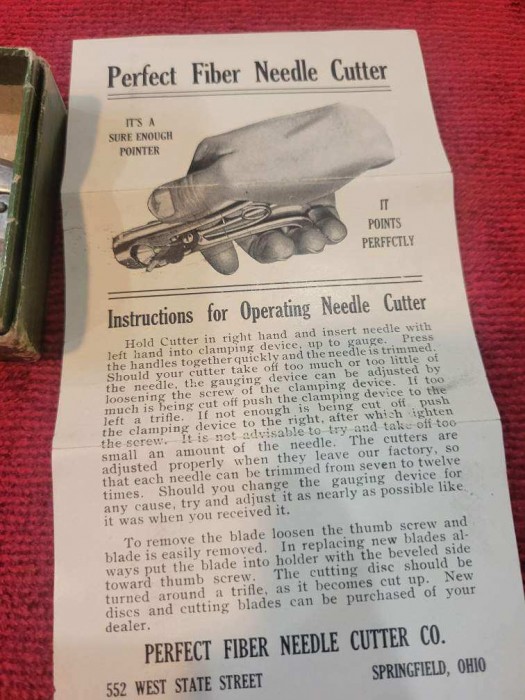 Perfect Fiber Needle Cutter
IT'S A
SURE ENOUGH
POINTER
IT
POINTS
PERFFCTLY
Instructions for Operating Needle Cutter
Hold Cutter in right hand and insert needle with
left hand into clamping device, up to gauge. Press
the handles together quickly and the needle is trimmed.
Should your cutter take off too much or too little of
the needle, the gauging device can be adjusted by
loosening the screw of the clamping device. If too
much is being cut off push the clamping device to the
left a trifle. If not enough is being cut off push
the clamping device to the right, after which ighten
the screw. It is not advisable to try and take off too
small an amount of the needle. The cutters are
adjusted properly when they leave our factory, so
that each needle can be trimmed from seven to twelve
times. Should you change the gauging device for
any cause, try and adjust it as nearly as possible like
it was when you received it.
To remove the blade loosen the thumb screw and
blade is easily removed. In replacing new blades al-
ways put the blade into holder with the beveled side
toward thumb screw. The cutting disc should be
turned around a trifle, as it becomes cut up. New
discs and cutting blades can be purchased of your
dealer.
PERFECT FIBER NEEDLE CUTTER CO.
552 WEST STATE STREET
SPRINGFIELD, OHIO